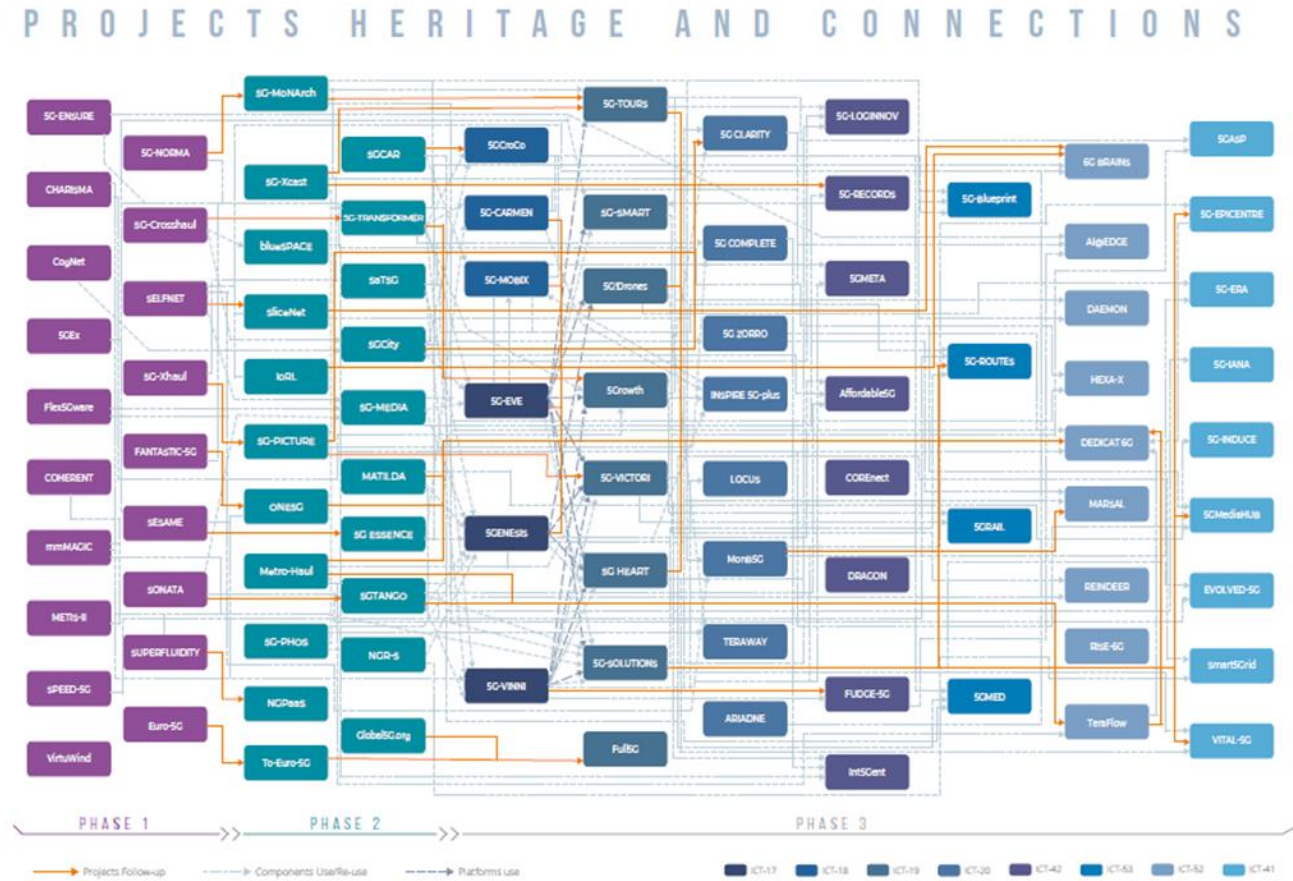 PROJECTS HERITAGE AND CONNECTIONS
5G-ENSURE
CHARISMA
CogNet
5GEx
Flex5Gware
COHERENT
mmMAGIC
METIS-II
SPEED-5G
VirtuWind
5G-NORMA
5G-Crosshaul
SELFNET
5G-Xhaul
FANTASTIC-5G
SESAME
SONATA
SUPERFLUIDITY
Euro-5G
5G-MoNArch
5G-Xcast
blueSPACE
SliceNet
IoRL
5G-PICTURE
ONE5G
Metro-Haul
5G-PHOS
NGPaaS
To-Euro-5G
5GCAR
5G-TRANSFORMER
SaT5G
5GCity
5G-MEDIA
MATILDA
5G ESSENCE
5GTANGO
NGR-S
Global5G.org
5GCroCo
5G-CARMEN
5G-MOBIX
5G-EVE
5GENESIS
5G-VINNI
5G-TOURS
5G-SMART
5G!Drones
5Growth
5G-VICTORI
5G HEART
5G-SOLUTIONS
Full5G
5G CLARITY
5G COMPLETE
5G ZORRO
INSPIRE 5G-plus
LOCUS
MonB5G
TERAWAY
ARIADNE
5G-LOGINNOV
5G-RECORDS
5GMETA
Affordable5G
COREnect
DRAGON
FUDGE-5G
Int5Gent
5G-Blueprint
5G-ROUTES
5GRAIL
5GMED
6G BRAINS
AI@EDGE
DAEMON
HEXA-X
DEDICAT 6G
MARSAL
REINDEER
RISE-6G
TeraFlow
5GASP
5G-EPICENTRE
5G-ERA
5G-IANA
5G-INDUCE
5GMediaHUB
EVOLVED-5G
Smart5Grid
VITAL-5G
PHASE 1
PHASE 2
PHASE 3
Projects Follow-up
Components Use/Re-use
Platforms use
ICT-17
ICT-18
ICT-19
ICT-20
ICT-42
ICT-53
ICT-52
ICT-41